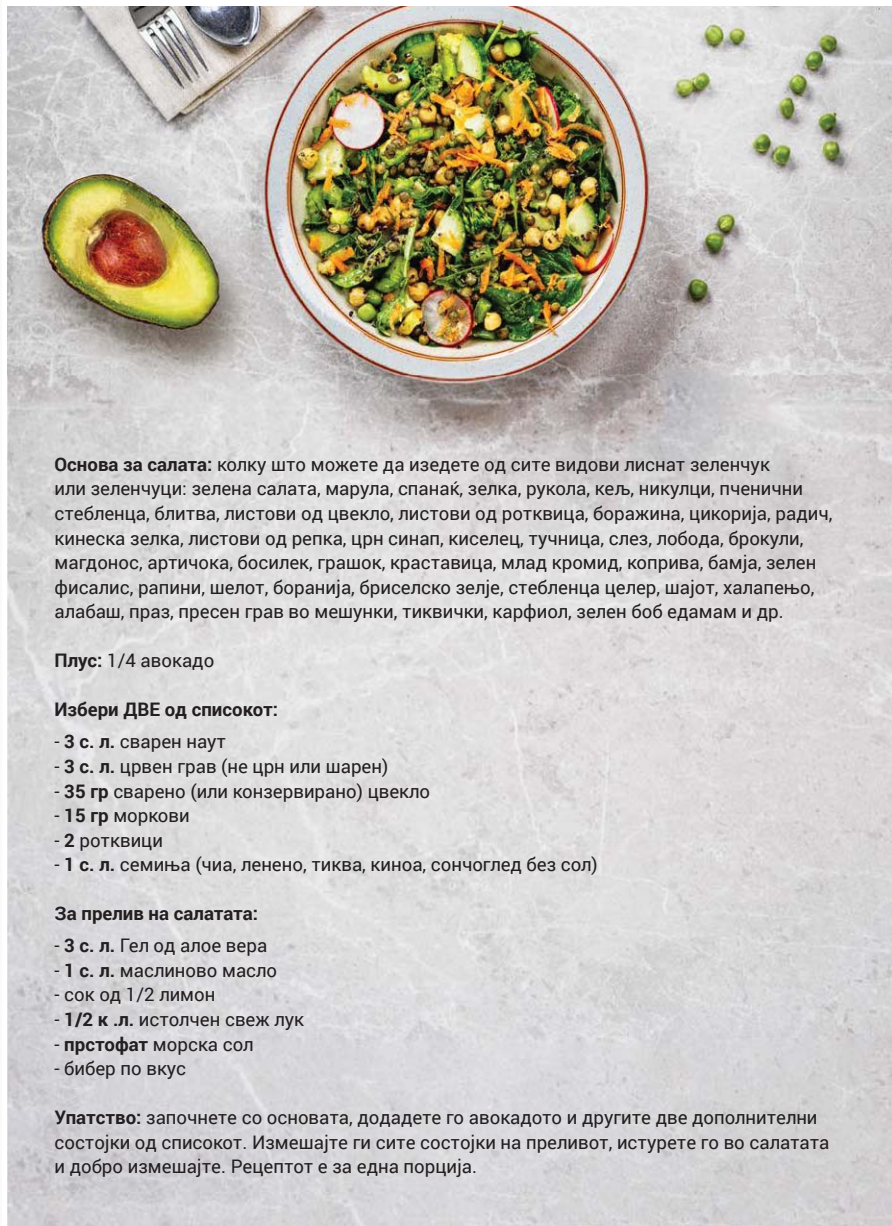 Основа за салата: колку што можете да изедете од сите видови лиснат зеленчук
или зеленчуци: зелена салата, марула, спанаќ, зелка, рукола, кељ, никулци, пченични
стебленца, блитва, листови од цвекло, листови од ротквица, боражина, цикорија, радич,
кинеска зелка, листови од репка, црн синап, киселец, тучница, слез, лобода, брокули,
магдонос, артичока, босилек, грашок, краставица, млад кромид, коприва, бамја, зелен
фисалис, рапини, шелот, боранија, бриселско зелје, стебленца целер, шајот, халапењо,
алабаш, праз, пресен грав во мешунки, тиквички, карфиол, зелен боб едамам и др.
Плус: 1/4 авокадо
Избери ДВЕ од списокот:
- 3 с. л. сварен наут
- 3 с. л. црвен грав (не црн или шарен)
- 35 гр сварено (или конзервирано) цвекло
- 15 гр моркови
- 2 ротквици
- 1 с. л. семиња (чиа, ленено, тиква, киноа, сончоглед без сол)
За прелив на салатата:
- 3 с. л. Гел од алое вера
- 1 с. л. маслиново масло
- сок од 1/2 лимон
- 1/2 к .л. истолчен свеж лук
- прстофат морска сол
- бибер по вкус
Упатство: започнете со основата, додадете го авокадото и другите две дополнителни
состојки од списокот. Измешајте ги сите состојки на преливот, истурете го во салатата
и добро измешајте. Рецептот е за една порција.